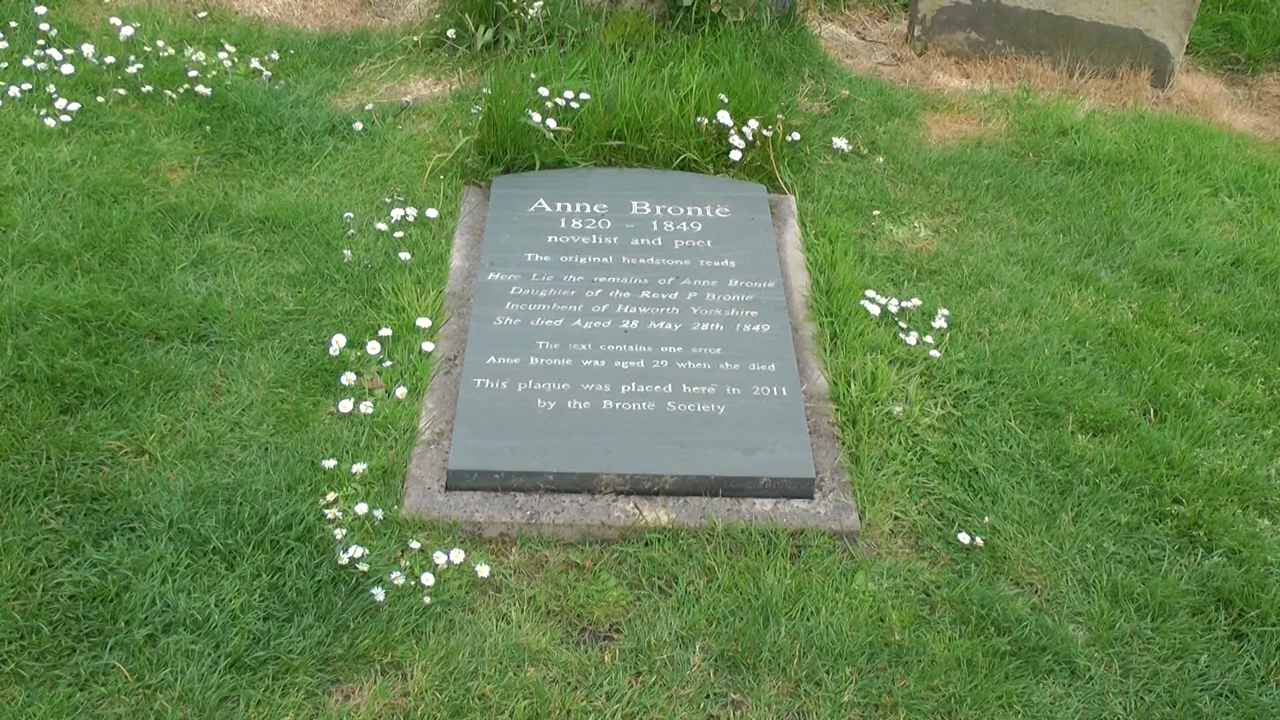 Anne Brontë
1820 - 1849
novelist and poet
The original headstone reads
Here Lie the remains of Anne Brontë
Daughter of the Revd P Brontë
Incumbent of Haworth Yorkshire
She died Aged 28 May 28th 1849
The text contains one error
Anne Brontë was aged 29 when she died
This plaque was placed here in 2011
by the Brontë Society